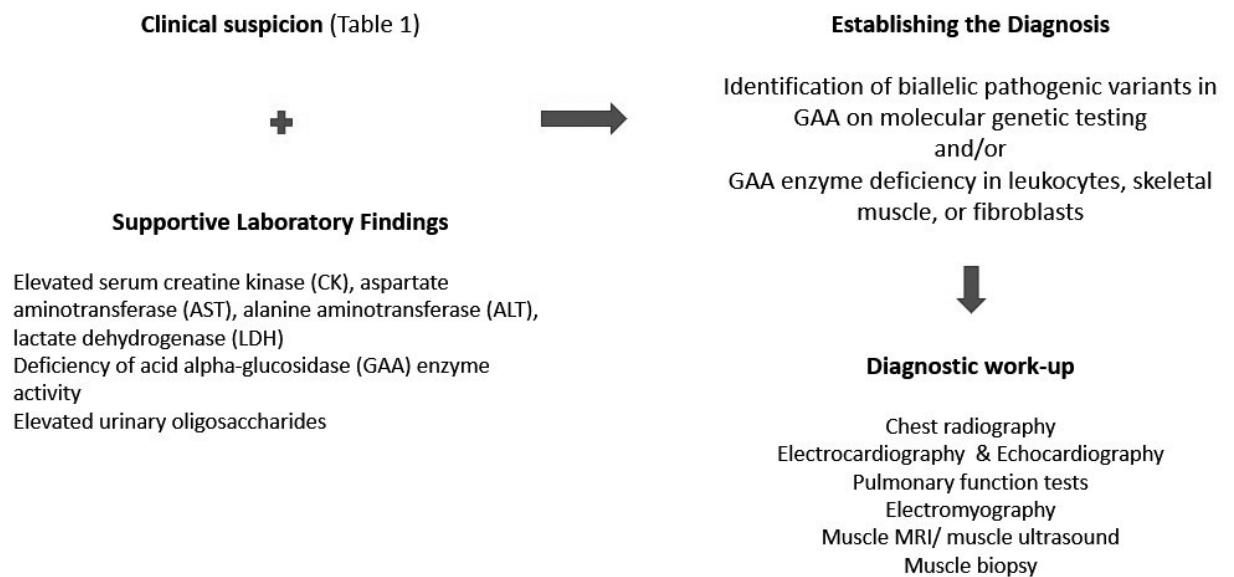 Clinical suspicion (Table 1)
Supportive Laboratory Findings
Elevated serum creatine kinase (CK), aspartate
aminotransferase (AST), alanine aminotransferase (ALT),
lactate dehydrogenase (LDH)
Deficiency of acid alpha-glucosidase (GAA) enzyme
activity
Elevated urinary oligosaccharides
Establishing the Diagnosis
Identification of biallelic pathogenic variants in
GAA on molecular genetic testing
and/or
GAA enzyme deficiency in leukocytes, skeletal
muscle, or fibroblasts
Diagnostic work-up
Chest radiography
Electrocardiography & Echocardiography
Pulmonary function tests
Electromyography
Muscle MRI/ muscle ultrasound
Muscle biopsy